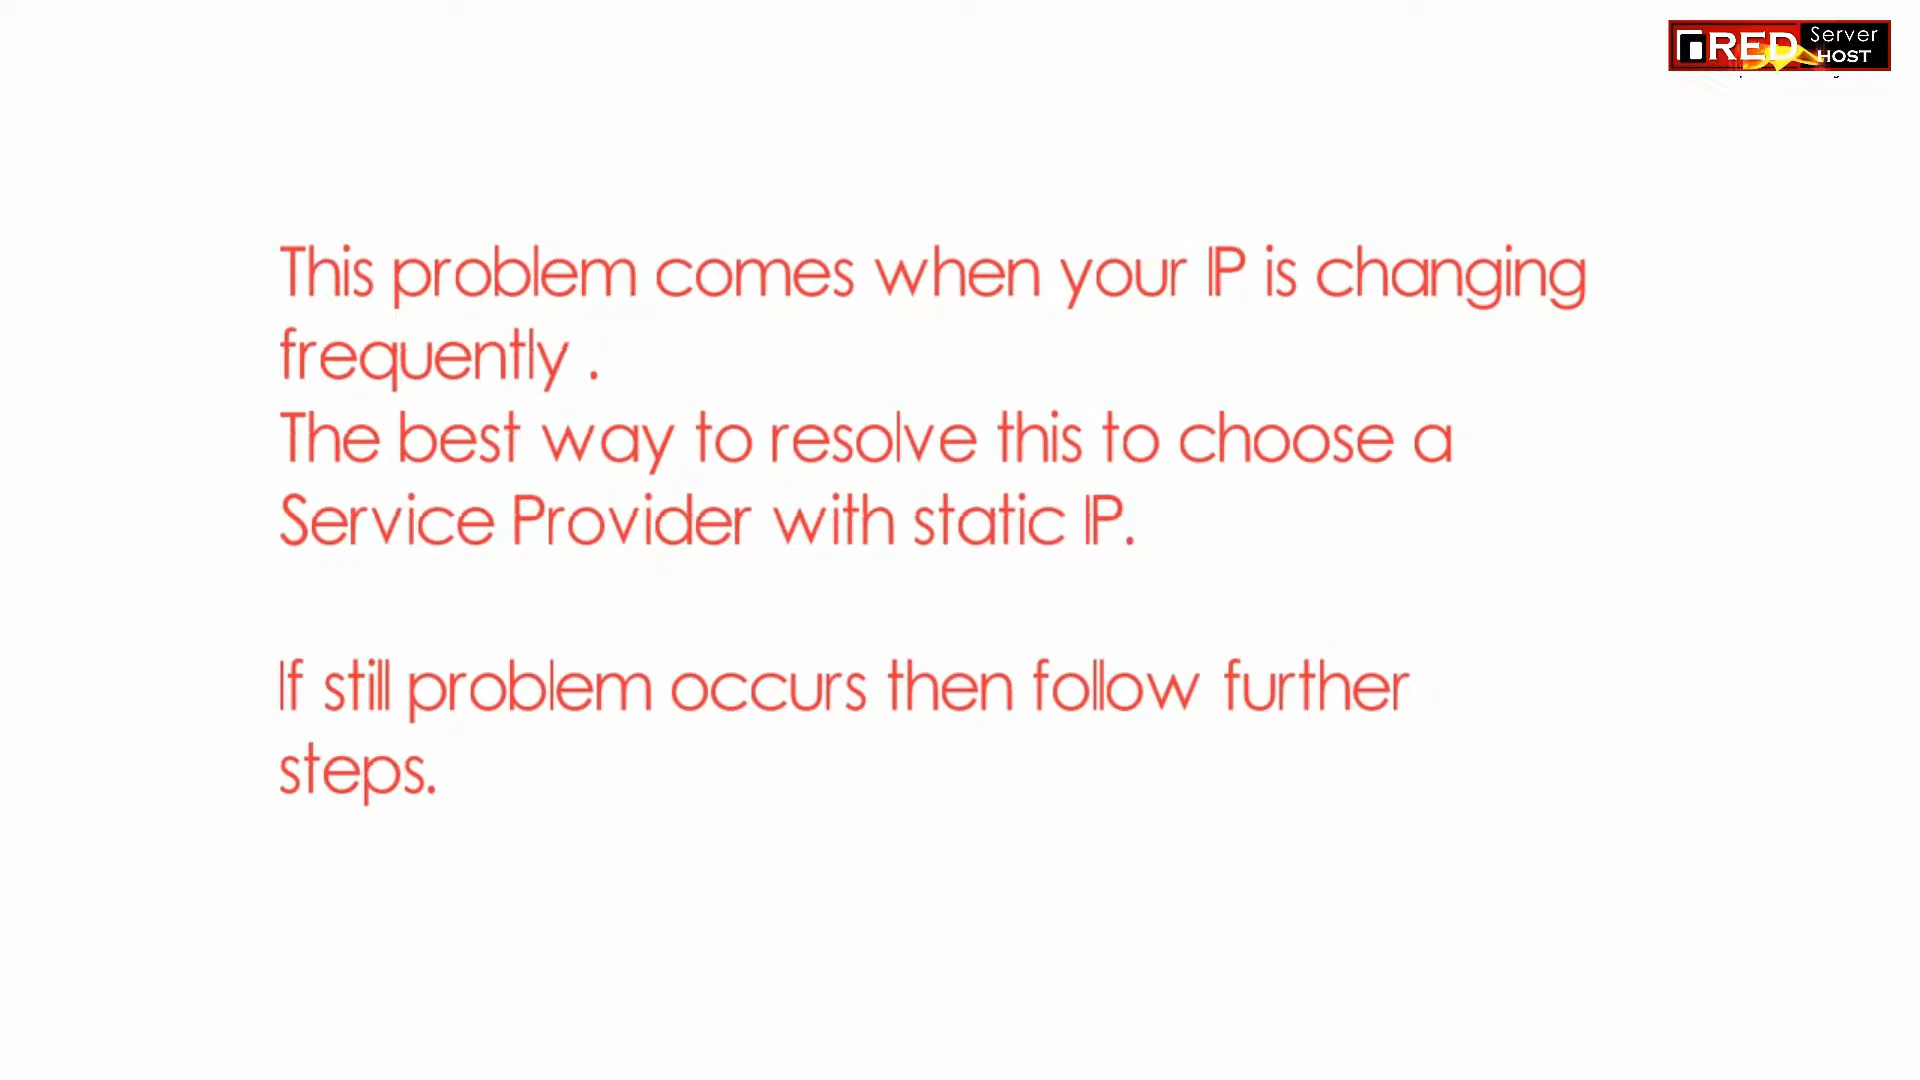 RED Server
HOST
This problem comes when your IP is changing
frequently .
The best way to resolve this to choose a
Service Provider with static IP.
If still problem occurs then follow further
steps.